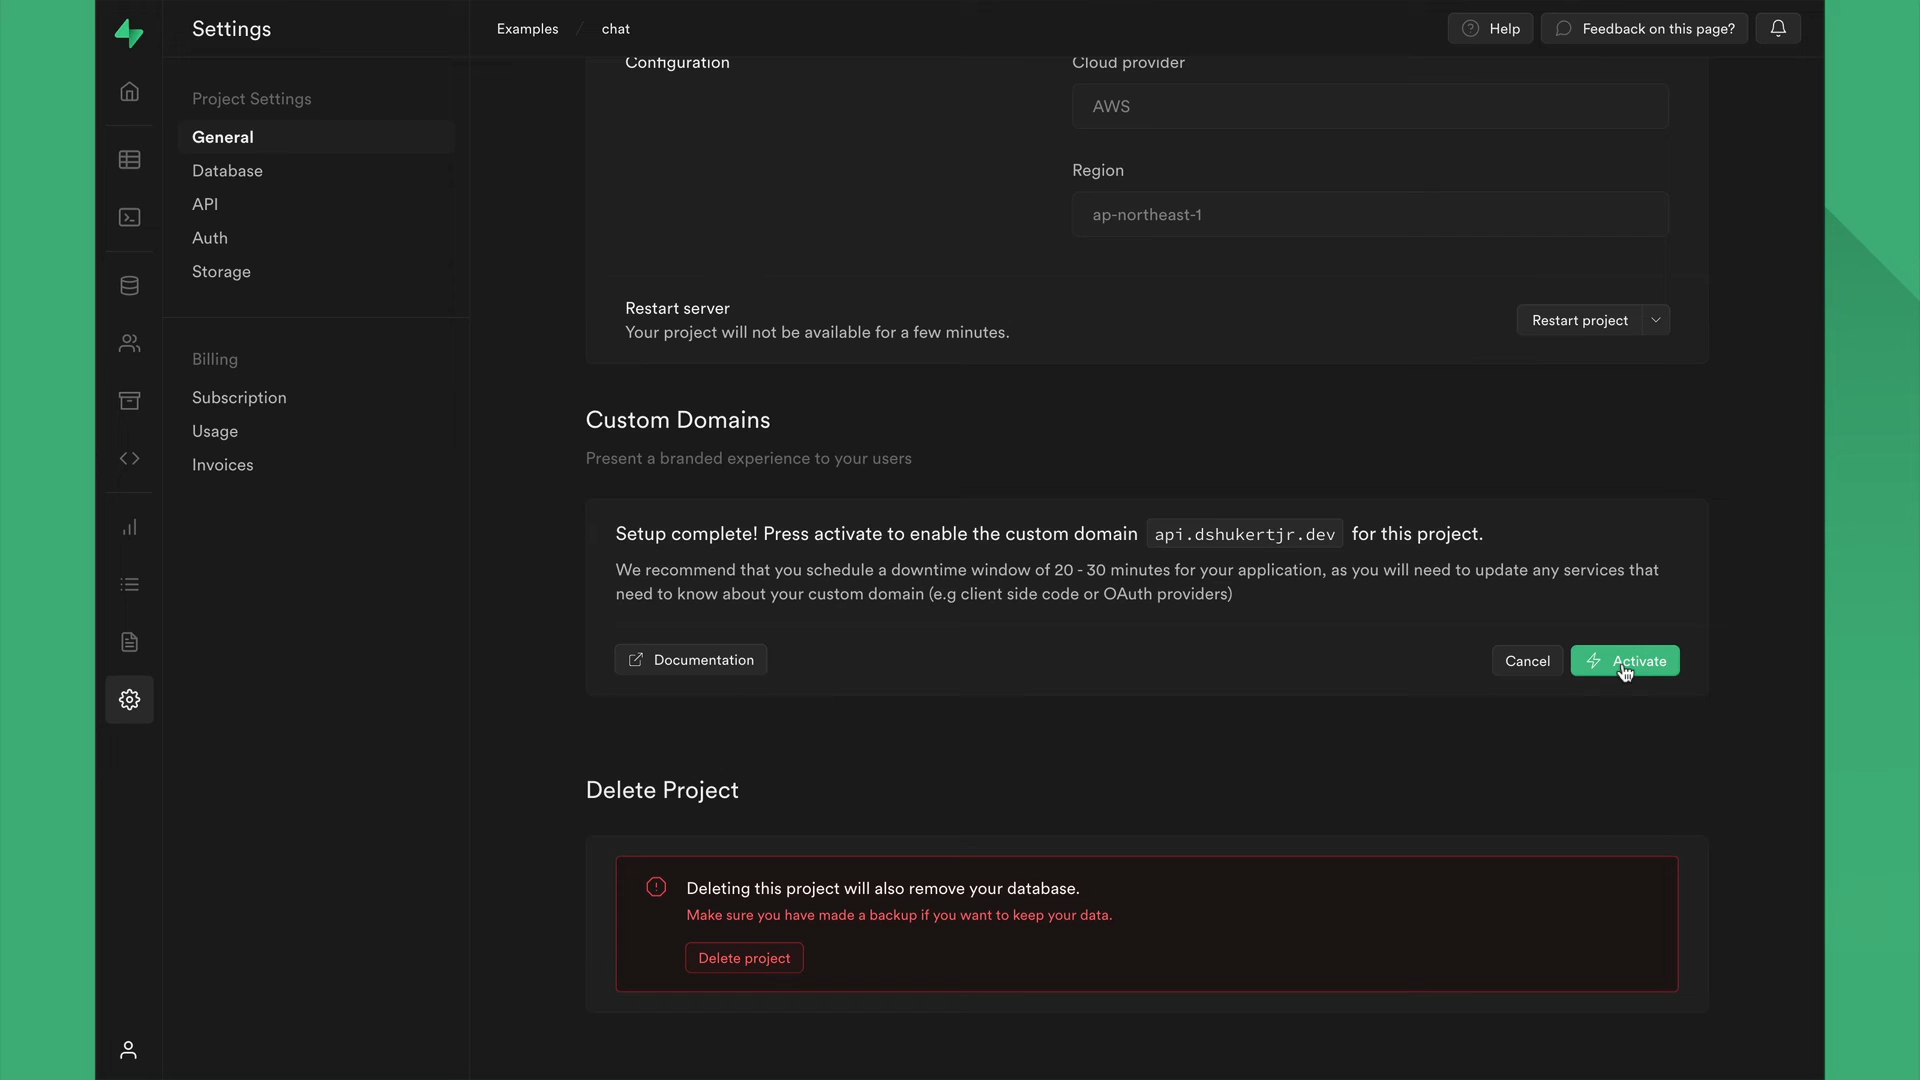 Settings
Examples / chat
Help
Feedback on this page?
Project Settings
General
Database
API
Auth
Storage
Billing
Subscription
Usage
Invoices
Configuration
Cloud provider
AWS
Region
ap-northeast-1
Restart server
Your project will not be available for a few minutes.
Restart project
Custom Domains
Present a branded experience to your users
Setup complete! Press activate to enable the custom domain api.dshukertjr.dev for this project.
We recommend that you schedule a downtime window of 20 - 30 minutes for your application, as you will need to update any services that
need to know about your custom domain (e.g client side code or OAuth providers)
Documentation
Cancel
Activate
Delete Project
Deleting this project will also remove your database.
Make sure you have made a backup if you want to keep your data.
Delete project